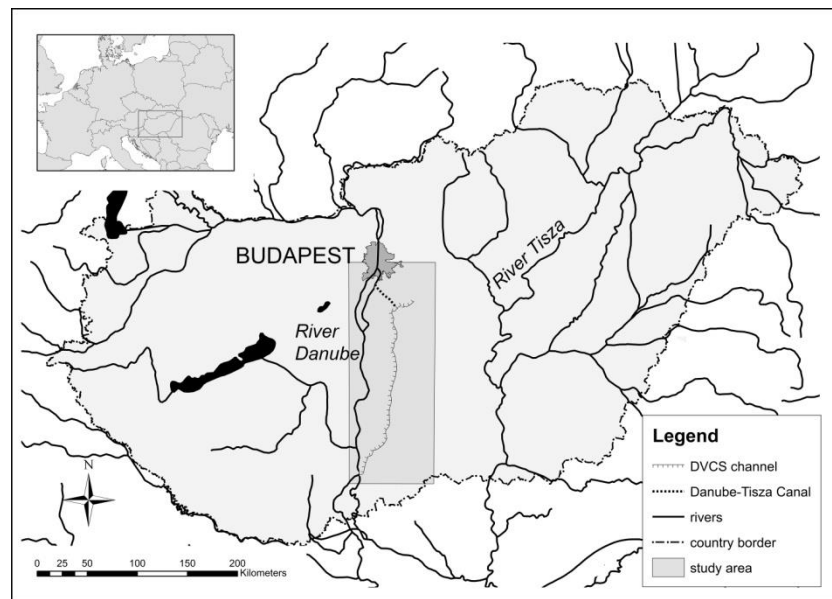 BUDAPEST
River Tisza
River
Danube
N
Legend
DVCS channel
Danube-Tisza Canal
rivers
country border
study area
0 25 50 100 150 200
Kilometers